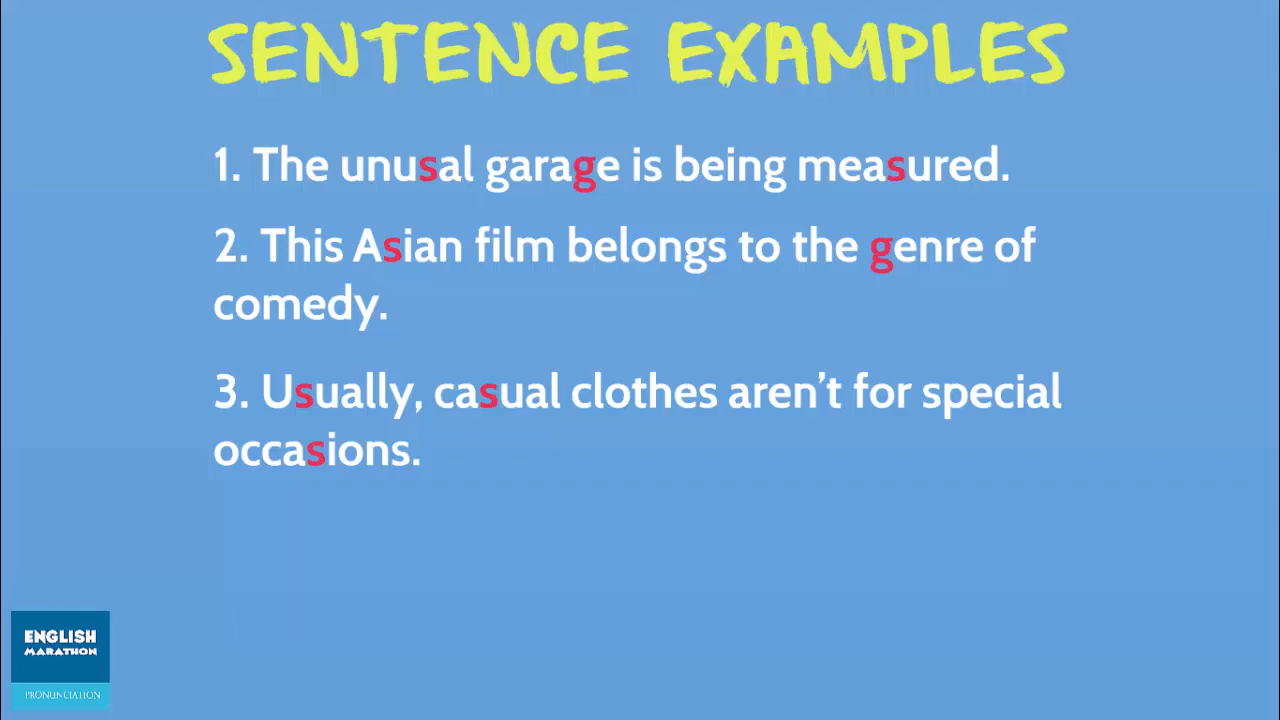 SENTENCE EXAMPLES
1. The unusal garage is being measured.
2. This Asian film belongs to the genre of
comedy.
3. Usually, casual clothes aren’t for special
occasions.
ENGLISH
MARATHON
PRONUNCIATION